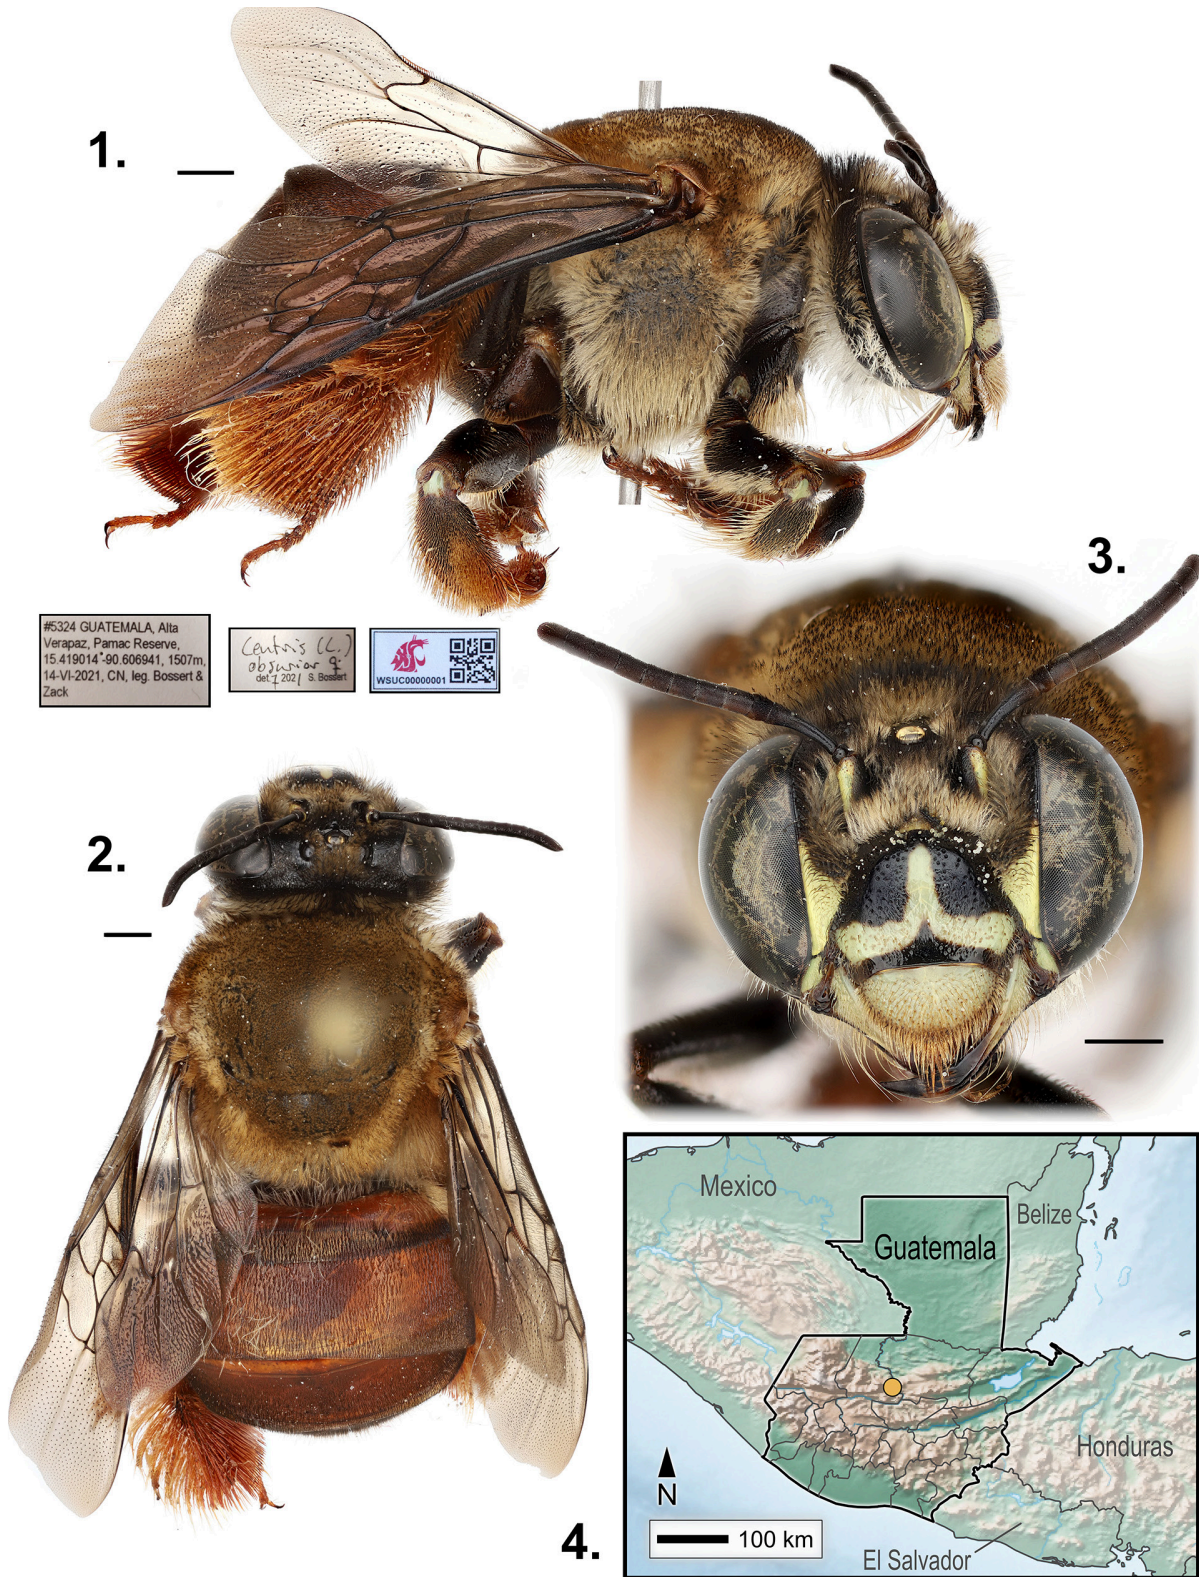 1.
3.
#5324 GUATEMALA, Alta
Verapaz, Pamac Reserve,
15.419014°-90.606941, 1507m,
14-VI-2021, CN, leg. Bossert &
Zack
Centris (C.)
obscurior ♀
det. 2021 S. Bossert
WSUC00000001
2.
Mexico
Belize
Guatemala
Honduras
N
100 km
El Salvador
4.